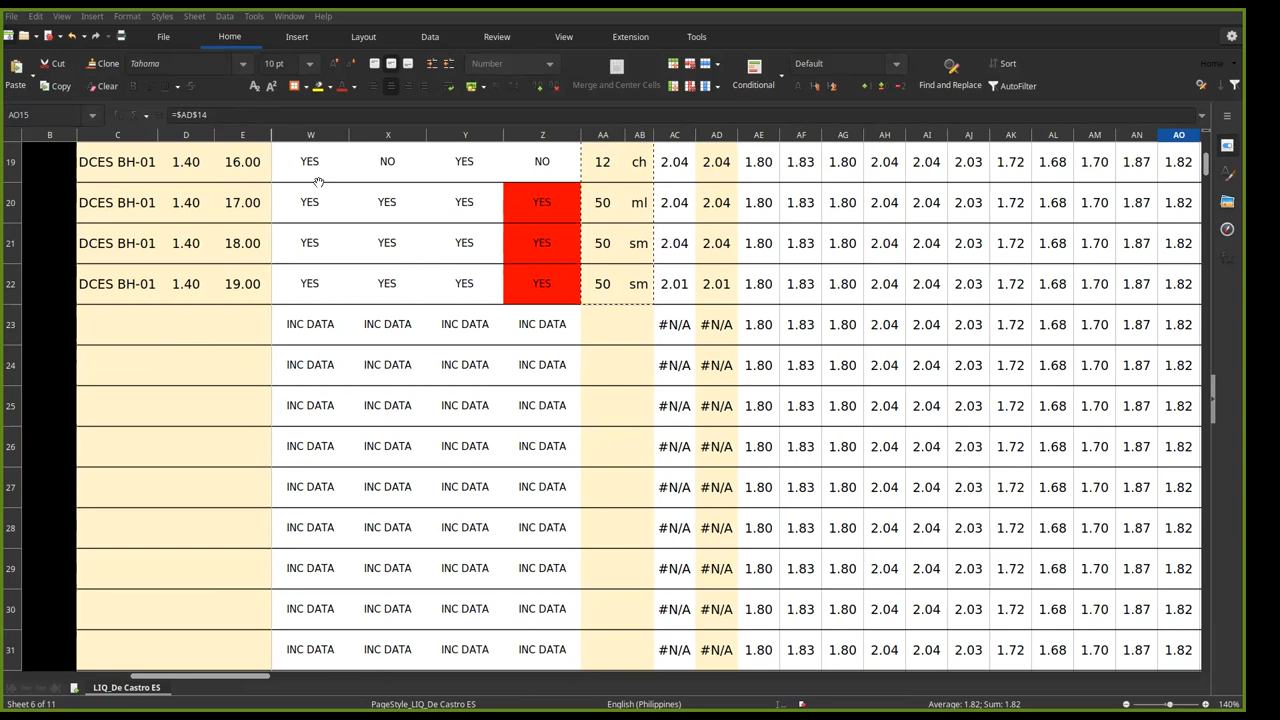 File Edit View Insert Format Styles Sheet Data Tools Window Help
File Home Insert Layout Data Review View Extension Tools
Cut Clone Tahoma 10 pt Number Default Sort Home
Paste Copy Clear Merge and Center Cells Conditional Find and Replace AutoFilter
AO15 =$AD$14
B C D E W X Y Z AA AB AC AD AE AF AG AH AI AJ AK AL AM AN AO
19 DCES BH-01 1.40 16.00 YES NO YES NO 12 ch 2.04 2.04 1.80 1.83 1.80 2.04 2.04 2.03 1.72 1.68 1.70 1.87 1.82
20 DCES BH-01 1.40 17.00 YES YES YES YES 50 ml 2.04 2.04 1.80 1.83 1.80 2.04 2.04 2.03 1.72 1.68 1.70 1.87 1.82
21 DCES BH-01 1.40 18.00 YES YES YES YES 50 sm 2.04 2.04 1.80 1.83 1.80 2.04 2.04 2.03 1.72 1.68 1.70 1.87 1.82
22 DCES BH-01 1.40 19.00 YES YES YES YES 50 sm 2.01 2.01 1.80 1.83 1.80 2.04 2.04 2.03 1.72 1.68 1.70 1.87 1.82
23 INC DATA INC DATA INC DATA INC DATA #N/A #N/A 1.80 1.83 1.80 2.04 2.04 2.03 1.72 1.68 1.70 1.87 1.82
24 INC DATA INC DATA INC DATA INC DATA #N/A #N/A 1.80 1.83 1.80 2.04 2.04 2.03 1.72 1.68 1.70 1.87 1.82
25 INC DATA INC DATA INC DATA INC DATA #N/A #N/A 1.80 1.83 1.80 2.04 2.04 2.03 1.72 1.68 1.70 1.87 1.82
26 INC DATA INC DATA INC DATA INC DATA #N/A #N/A 1.80 1.83 1.80 2.04 2.04 2.03 1.72 1.68 1.70 1.87 1.82
27 INC DATA INC DATA INC DATA INC DATA #N/A #N/A 1.80 1.83 1.80 2.04 2.04 2.03 1.72 1.68 1.70 1.87 1.82
28 INC DATA INC DATA INC DATA INC DATA #N/A #N/A 1.80 1.83 1.80 2.04 2.04 2.03 1.72 1.68 1.70 1.87 1.82
29 INC DATA INC DATA INC DATA INC DATA #N/A #N/A 1.80 1.83 1.80 2.04 2.04 2.03 1.72 1.68 1.70 1.87 1.82
30 INC DATA INC DATA INC DATA INC DATA #N/A #N/A 1.80 1.83 1.80 2.04 2.04 2.03 1.72 1.68 1.70 1.87 1.82
31 INC DATA INC DATA INC DATA INC DATA #N/A #N/A 1.80 1.83 1.80 2.04 2.04 2.03 1.72 1.68 1.70 1.87 1.82
LIQ_De Castro ES
Sheet 6 of 11 PageStyle_LIQ_De Castro ES English (Philippines) Average: 1.82; Sum: 1.82 140%